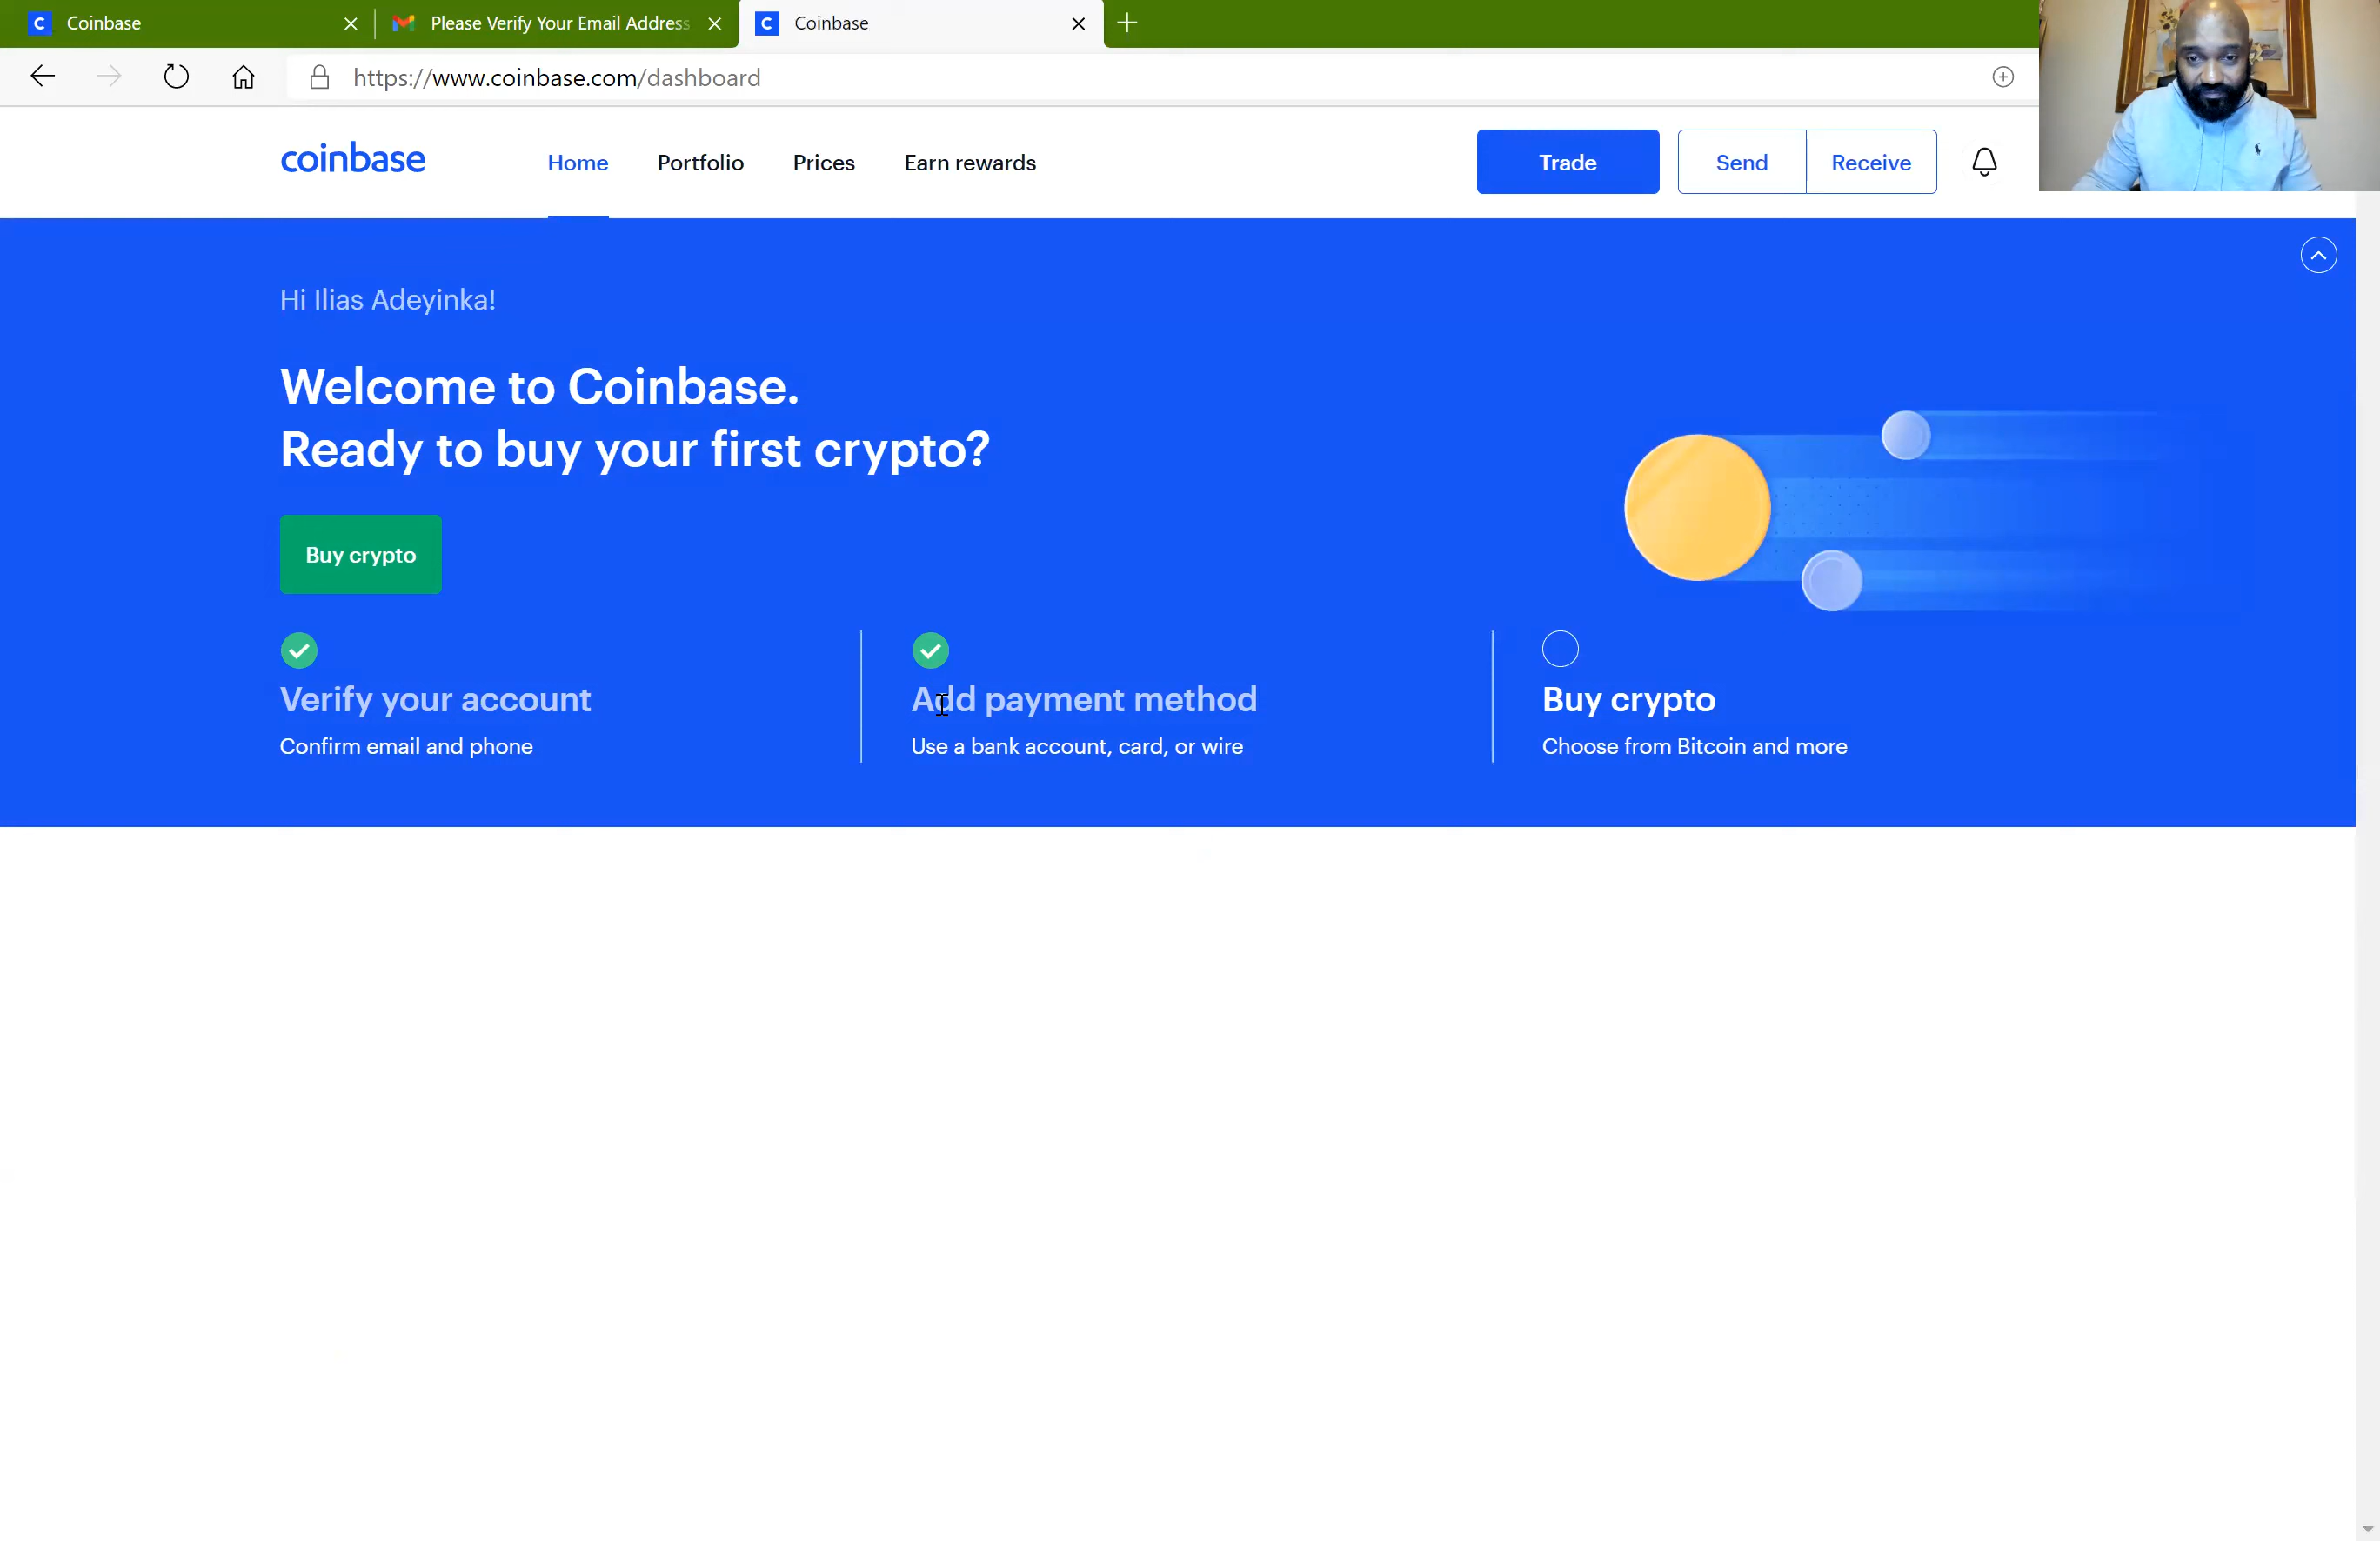 Coinbase
Please Verify Your Email Address
Coinbase
https://www.coinbase.com/dashboard
coinbase
Home
Portfolio
Prices
Earn rewards
Trade
Send
Receive
Hi Ilias Adeyinka!
Welcome to Coinbase.
Ready to buy your first crypto?
Buy crypto
Verify your account
Confirm email and phone
Add payment method
Use a bank account, card, or wire
Buy crypto
Choose from Bitcoin and more